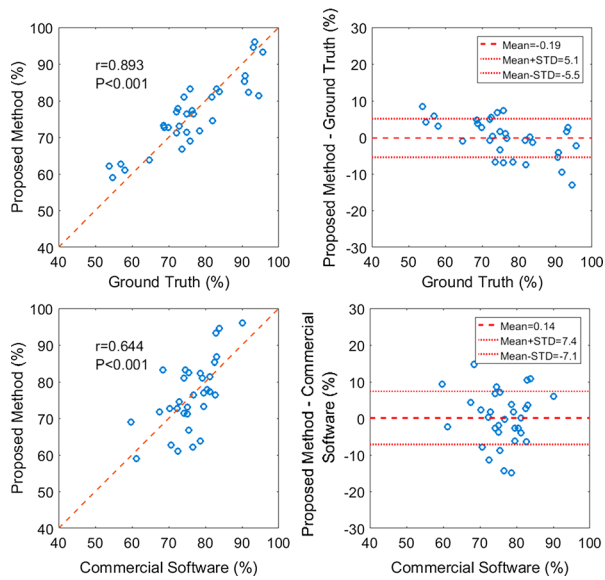 100
90
80
70
60
50
40
40 50 60 70 80 90 100
Proposed Method (%)
Ground Truth (%)
r=0.893
P<0.001
30
20
10
0
-10
-20
-30
40 50 60 70 80 90 100
Proposed Method - Ground Truth (%)
Ground Truth (%)
Mean=-0.19
Mean+STD=5.1
Mean-STD=-5.5
100
90
80
70
60
50
40
40 50 60 70 80 90 100
Proposed Method (%)
Commercial Software (%)
r=0.644
P<0.001
30
20
10
0
-10
-20
-30
40 50 60 70 80 90 100
Proposed Method - Commercial
Software (%)
Commercial Software (%)
Mean=0.14
Mean+STD=7.4
Mean-STD=-7.1